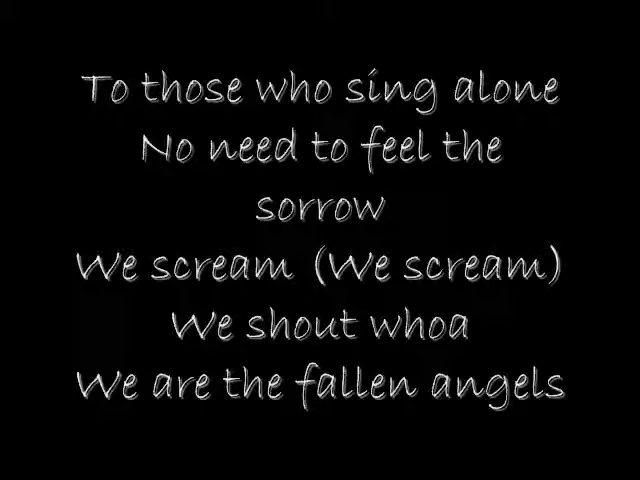 To those who sing alone
No need to feel the
sorrow
We scream (We scream)
We shout whoa
We are the fallen angels